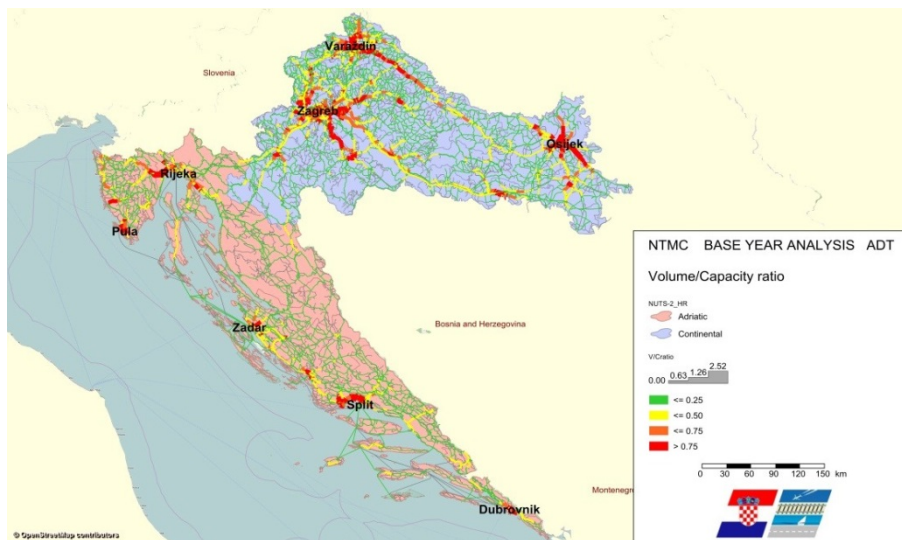 Varaždin
Slovenia
Zagreb
Osijek
Rijeka
Pula
NTMC BASE YEAR ANALYSIS ADT
Volume/Capacity ratio
NUTS-2_HR
Adriatic
Continental
Bosnia and Herzegovina
Zadar
V/Cratio
0.00 0.63 1.26 2.52
<= 0.25
<= 0.50
<= 0.75
> 0.75
Split
0 30 60 90 120 150 km
Montenegro
Dubrovnik
© OpenStreetMap contributors